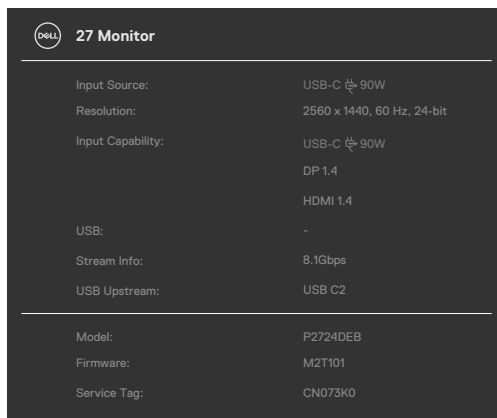 DELL 27 Monitor
Input Source: USB-C 90W
Resolution: 2560 x 1440, 60 Hz, 24-bit
Input Capability: USB-C 90W
DP 1.4
HDMI 1.4
USB: -
Stream Info: 8.1Gbps
USB Upstream: USB C2
Model: P2724DEB
Firmware: M2T101
Service Tag: CN073K0